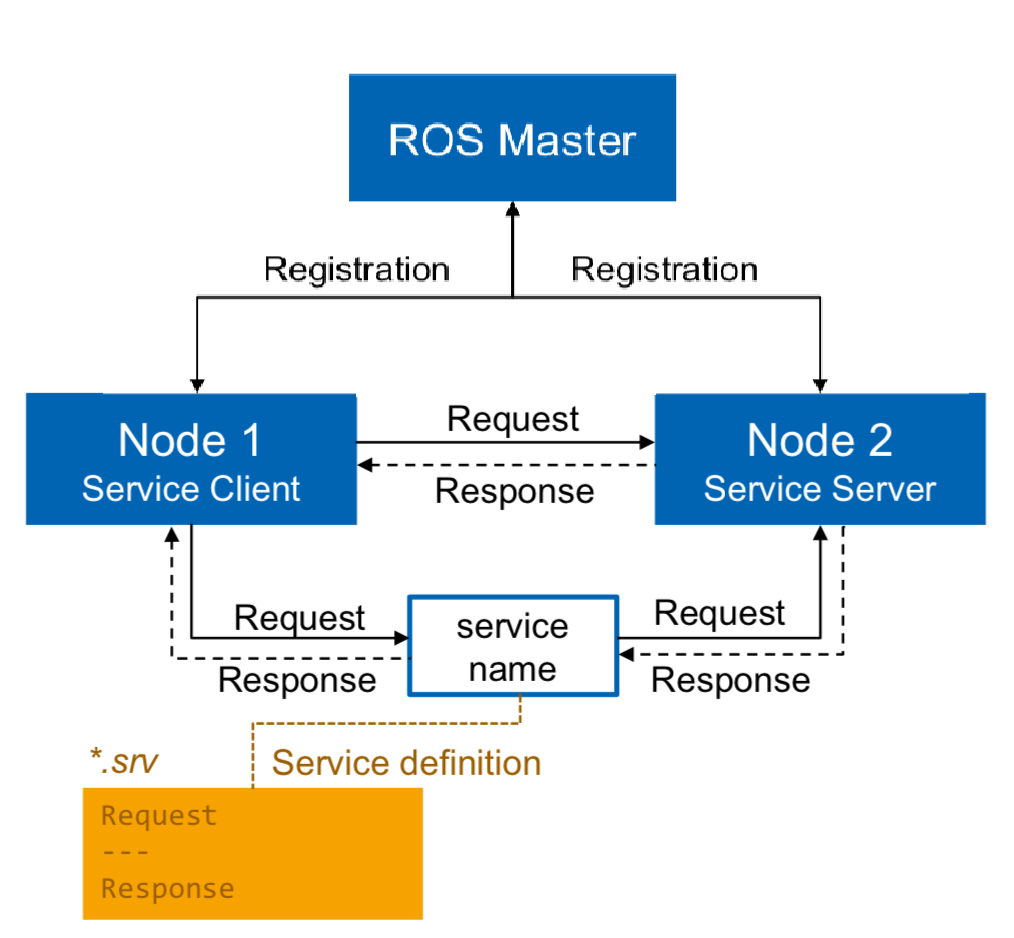 ROS Master
Registration
Registration
Node 1
Service Client
Request
Response
Node 2
Service Server
Request
Response
service
name
Request
Response
*.srv
Service definition
Request
---
Response